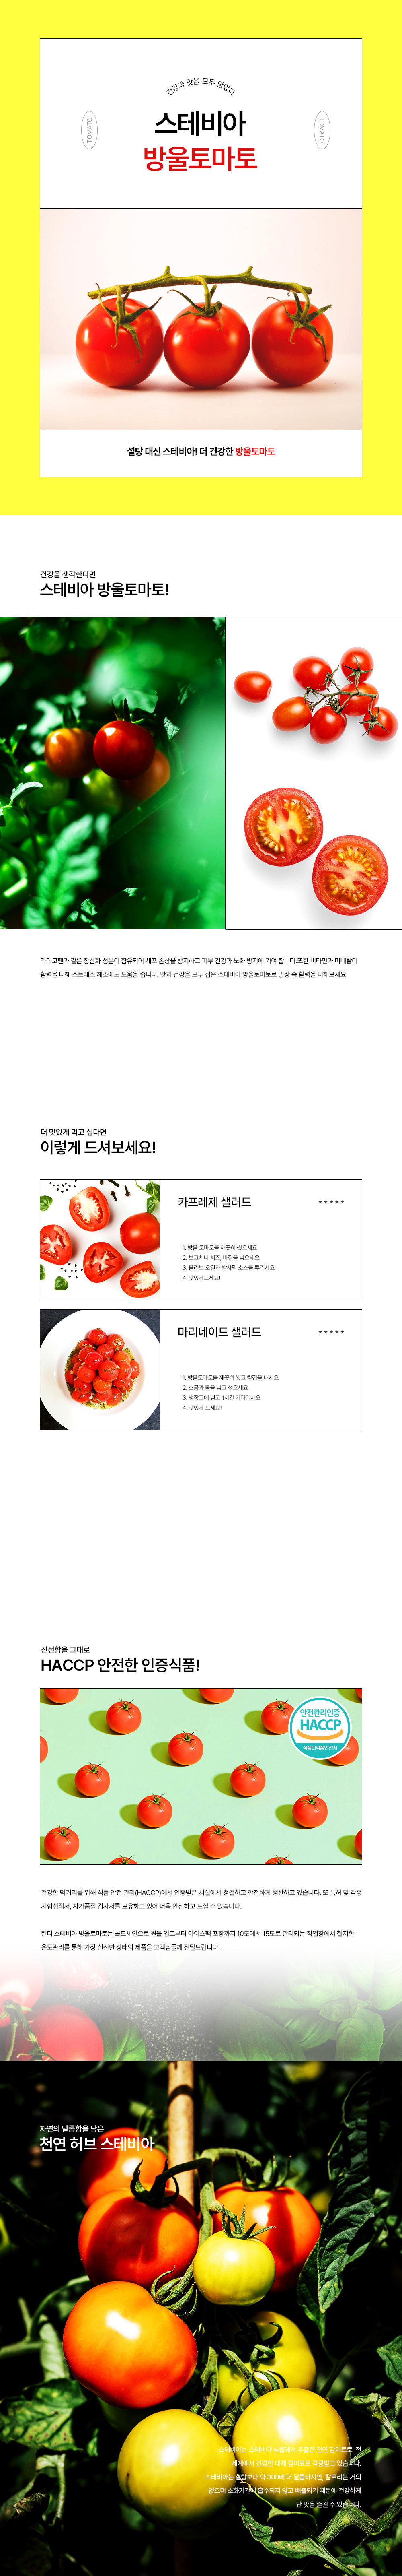 건강과 맛을 모두 담았다
TOMATO
스테비아
TOMATO
방울토마토
설탕 대신 스테비아! 더 건강한 방울토마토
건강을 생각한다면
스테비아 방울토마토!
라이코펜과 같은 항산화 성분이 함유되어 세포 손상을 방지하고 피부 건강과 노화 방지에 기여 합니다.또한 비타민과 미네랄이
활력을 더해 스트레스 해소에도 도움을 줍니다. 맛과 건강을 모두 잡은 스테비아 방울토마토로 일상 속 활력을 더해보세요!
더 맛있게 먹고 싶다면
이렇게 드셔보세요!
카프레제 샐러드
1. 방울 토마토를 깨끗히 씻으세요
2. 보코치니 치즈, 바질을 넣으세요
3. 올리브 오일과 발사믹 소스를 뿌리세요
4. 맛있게드세요!
마리네이드 샐러드
1. 방울토마토를 깨끗히 씻고 칼집을 내세요
2. 소금과 물을 넣고 섞으세요
3. 냉장고에 넣고 1시간 기다리세요
4. 맛있게 드세요!
신선함을 그대로
HACCP 안전한 인증식품!
안전관리인증
HACCP
식품의약품안전처
건강한 먹거리를 위해 식품 안전 관리(HACCP)에서 인증받은 시설에서 청결하고 안전하게 생산하고 있습니다. 또 특허 및 각종
시험성적서, 자가품질 검사서를 보유하고 있어 더욱 안심하고 드실 수 있습니다.
린디 스테비아 방울토마토는 콜드체인으로 원물 입고부터 아이스팩 포장까지 10도에서 15도로 관리되는 작업장에서 철저한
온도관리를 통해 가장 신선한 상태의 제품을 고객님들께 전달드립니다.
자연의 달콤함을 담은
천연 허브 스테비아
전
세계에서 건강한 대체 감미료로 각광받고 있습니다.
스테비아는 설탕보다 약 300배 더 달콤하지만, 칼로리는 거의
없으며 소화기간에 흡수되지 않고 배출되기 때문에 건강하게
단 맛을 즐길 수 있습니다.